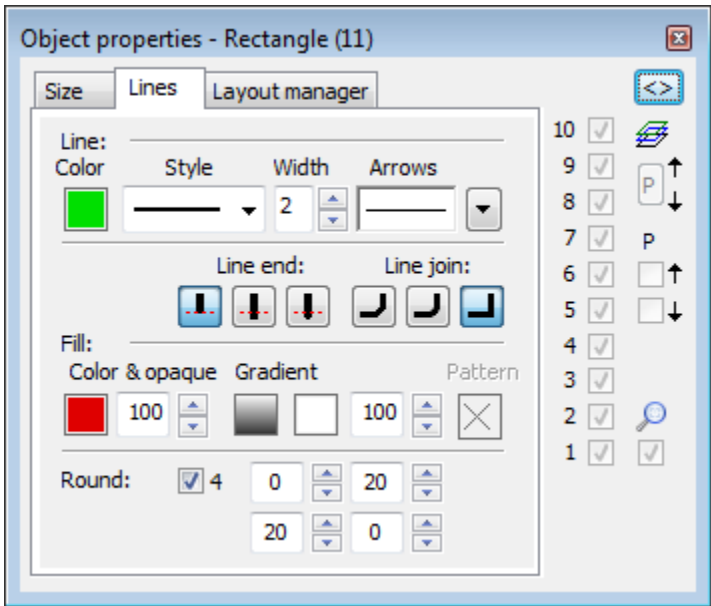 Object properties - Rectangle (11)
Size Lines Layout manager <>
Line:
Color Style Width Arrows
2
Line end: Line join:
Fill:
Color & opaque Gradient Pattern
100 100
Round: 4 0 20
20 0
10
9
P
8
7 P
6
5
4
3
2
1